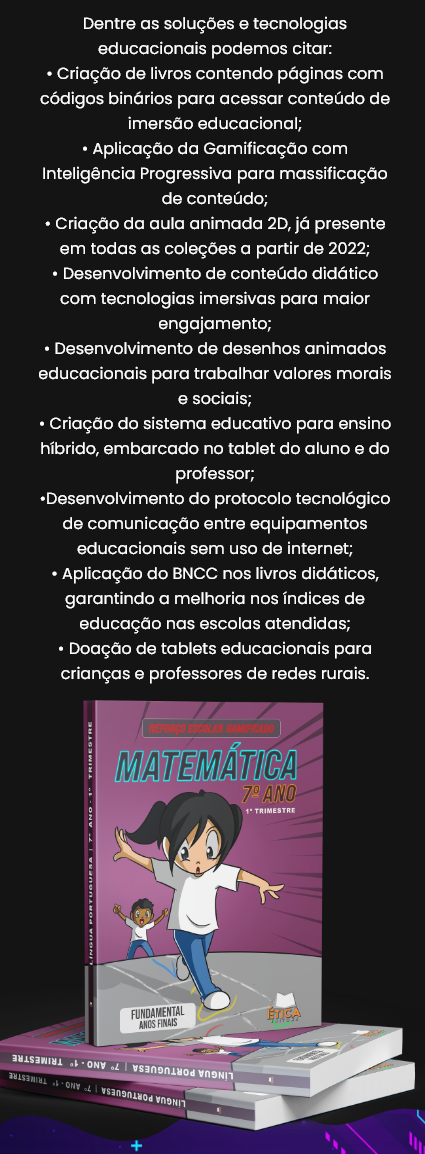 Dentre as soluções e tecnologias
educacionais podemos citar:
• Criação de livros contendo páginas com
códigos binários para acessar conteúdo de
imersão educacional;
• Aplicação da Gamificação com
Inteligência Progressiva para massificação
de conteúdo;
• Criação da aula animada 2D, já presente
em todas as coleções a partir de 2022;
• Desenvolvimento de conteúdo didático
com tecnologias imersivas para maior
engajamento;
• Desenvolvimento de desenhos animados
educacionais para trabalhar valores morais
e sociais;
• Criação do sistema educativo para ensino
híbrido, embarcado no tablet do aluno e do
professor;
•Desenvolvimento do protocolo tecnológico
de comunicação entre equipamentos
educacionais sem uso de internet;
• Aplicação do BNCC nos livros didáticos,
garantindo a melhoria nos índices de
educação nas escolas atendidas;
• Doação de tablets educacionais para
crianças e professores de redes rurais.
REFORÇO ESCOLAR GAMIFICADO
MATEMÁTICA
7º ANO
1º TRIMESTRE
LÍNGUA PORTUGUESA | 7º ANO - 1º TRIMESTRE
FUNDAMENTAL
ANOS FINAIS
ÉTICA
LÍNGUA PORTUGUESA | 7º ANO - 1º TRIMESTRE
LÍNGUA PORTUGUESA | 7º ANO - 1º TRIMESTRE